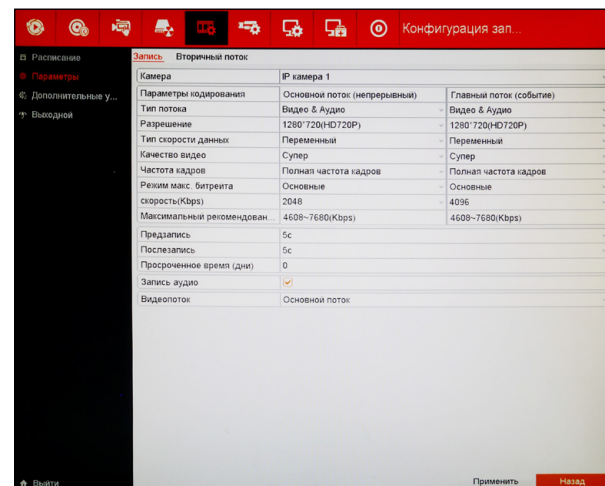 Конфигурация зап...
Расписание
Параметры
Дополнительные у...
Выходной
Запись Вторичный поток
Камера IP камера 1
Параметры кодирования Основной поток (непрерывный) Главный поток (событие)
Тип потока Видео & Аудио Видео & Аудио
Разрешение 1280*720(HD720P) 1280*720(HD720P)
Тип скорости данных Переменный Переменный
Качество видео Супер Супер
Частота кадров Полная частота кадров Полная частота кадров
Режим макс. битрейта Основные Основные
скорость(Kbps) 2048 4096
Максимальный рекомендован... 4608~7680(Kbps) 4608~7680(Kbps)
Предзапись 5с
Послезапись 5с
Просроченное время (дни) 0
Запись аудио
Видеопоток Основной поток
Выйти Применить Назад